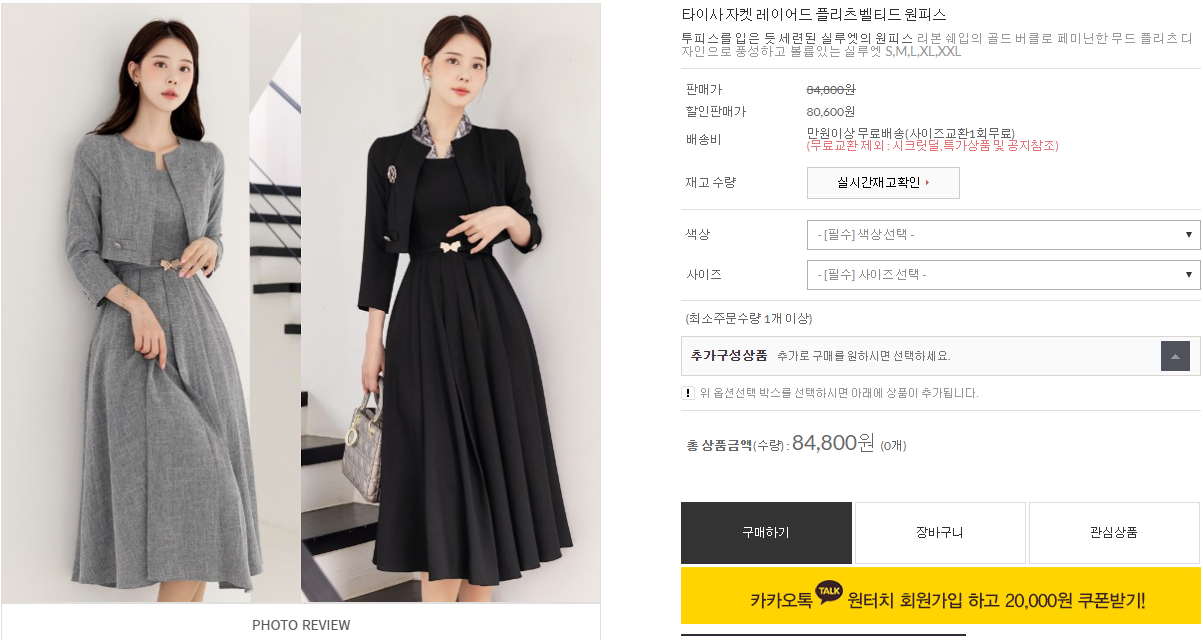 타이사 자켓 레이어드 플리츠 벨티드 원피스
투피스를 입은 듯 세련된 실루엣의 원피스 리본 쉐입의 골드 버클로 페미닌한 무드 플리츠 디
자인으로 풍성하고 볼륨있는 실루엣 S,M,L,XL,XXL
판매가 84,800원
할인판매가 80,600원
배송비 만원이상 무료배송(사이즈교환1회무료)
(무료교환 제외 : 시크릿딜,특가상품 및 공지참조)
재고 수량 실시간재고확인
색상 - [필수] 색상 선택 -
사이즈 - [필수] 사이즈 선택 -
(최소주문수량 1개 이상)
추가구성상품 추가로 구매를 원하시면 선택하세요.
! 위 옵션선택 박스를 선택하시면 아래에 상품이 추가됩니다.
총 상품금액(수량) : 84,800원 (0개)
구매하기 장바구니 관심상품
카카오톡 TALK 원터치 회원가입 하고 20,000원 쿠폰받기!
PHOTO REVIEW